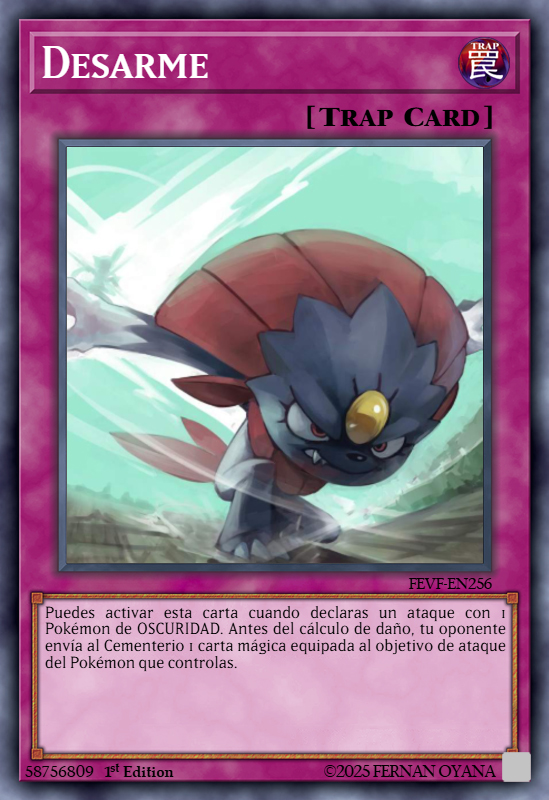 DESARME
TRAP
罠
[TRAP CARD]
FEVF-EN256
Puedes activar esta carta cuando declaras un ataque con 1
Pokémon de OSCURIDAD. Antes del cálculo de daño, tu oponente
envía al Cementerio 1 carta mágica equipada al objetivo de ataque
del Pokémon que controlas.
58756809 1st Edition ©2025 FERNAN OYANA